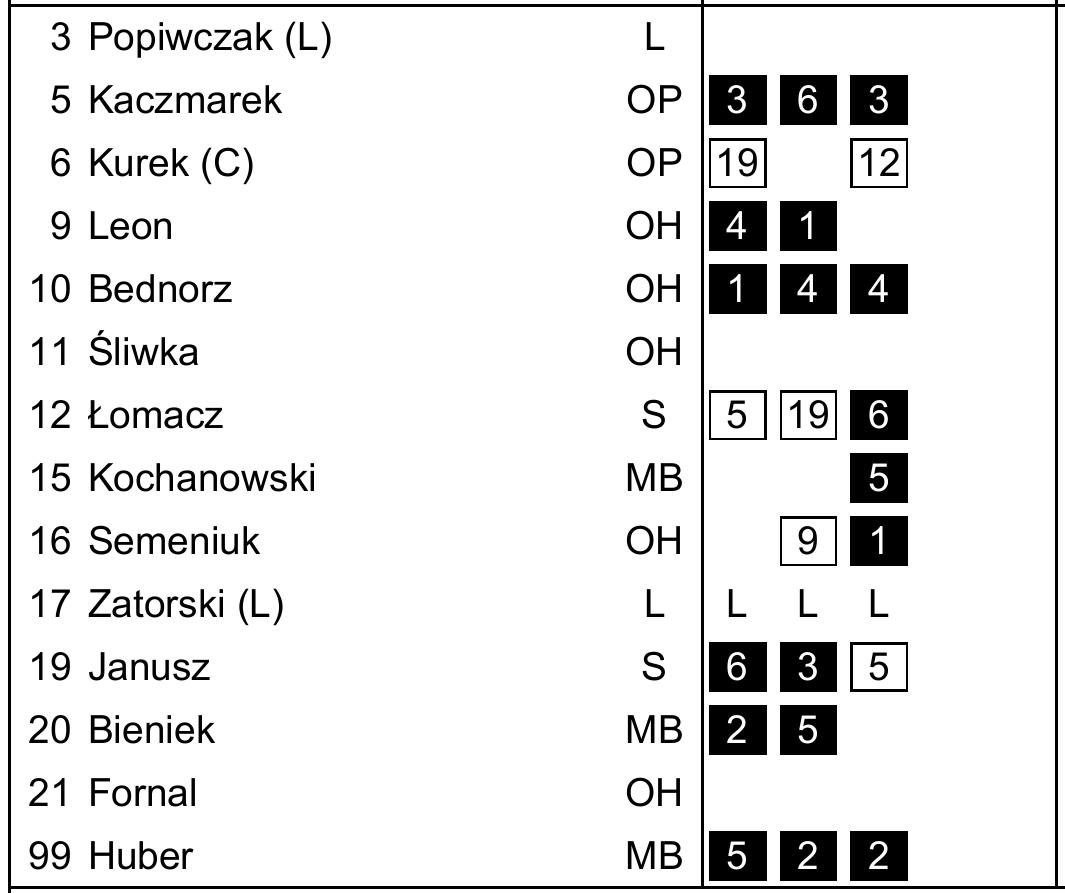 3 Popiwczak (L) L
5 Kaczmarek OP 3 6 3
6 Kurek (C) OP 19 12
9 Leon OH 4 1
10 Bednorz OH 1 4 4
11 Śliwka OH
12 Łomacz S 5 19 6
15 Kochanowski MB 5
16 Semeniuk OH 9 1
17 Zatorski (L) L L L L
19 Janusz S 6 3 5
20 Bieniek MB 2 5
21 Fornal OH
99 Huber MB 5 2 2